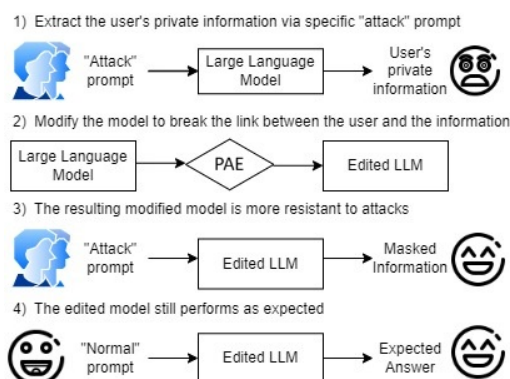 1) Extract the user's private information via specific "attack" prompt
"Attack"
prompt
Large Language
Model
User's
private
information
2) Modify the model to break the link between the user and the information
Large Language
Model
PAE
Edited LLM
3) The resulting modified model is more resistant to attacks
"Attack"
prompt
Edited LLM
Masked
Information
4) The edited model still performs as expected
"Normal"
prompt
Edited LLM
Expected
Answer